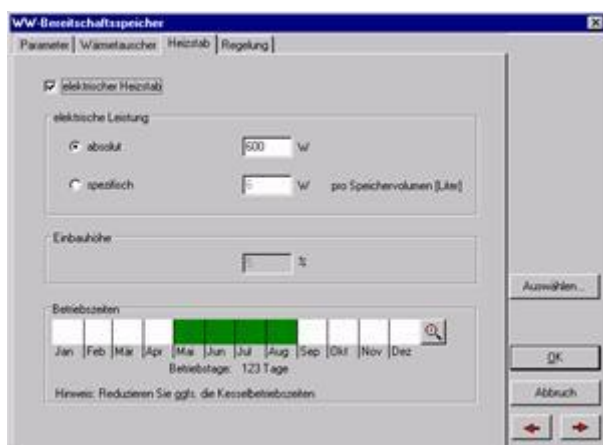 WW-Bereitschaftsspeicher
Parameter Wärmetauscher Heizstab Regelung
elektrischer Heizstab
elektrische Leistung
absolut 600 W
spezifisch 6 W pro Speichervolumen [Liter]
Einbauhöhe
%
Auswählen...
Betriebszeiten
Jan Feb Mär Apr Mai Jun Jul Aug Sep Okt Nov Dez
Betriebstage: 123 Tage
OK
Hinweis: Reduzieren Sie ggfs. die Kesselbetriebszeiten
Abbruch